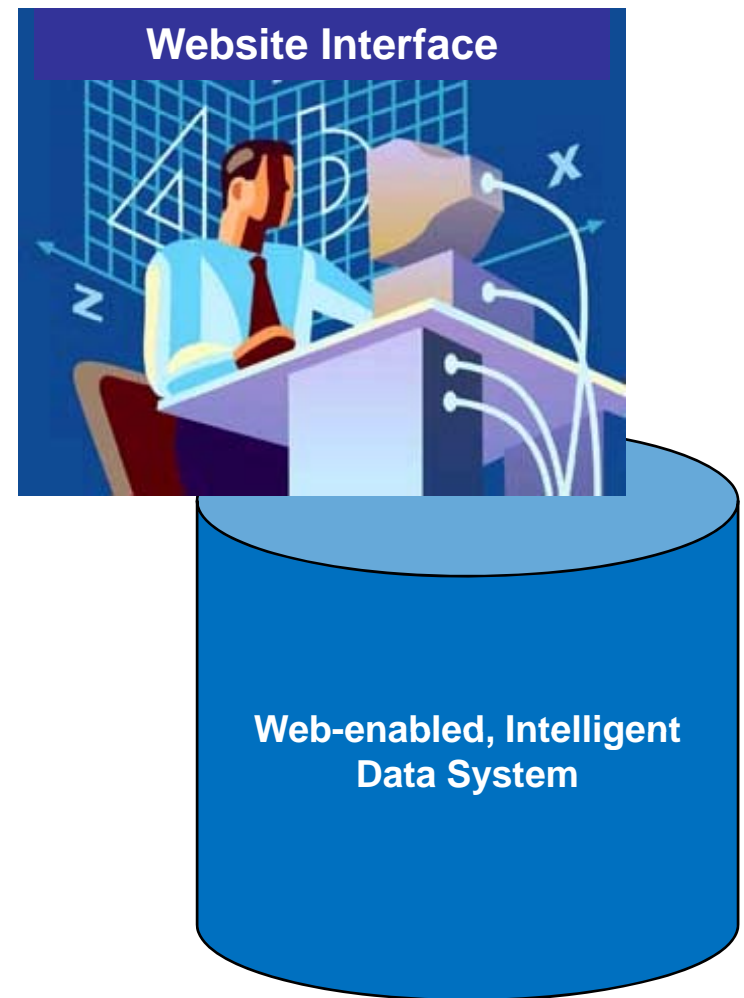 Website Interface
X
Z
Web-enabled, Intelligent
Data System